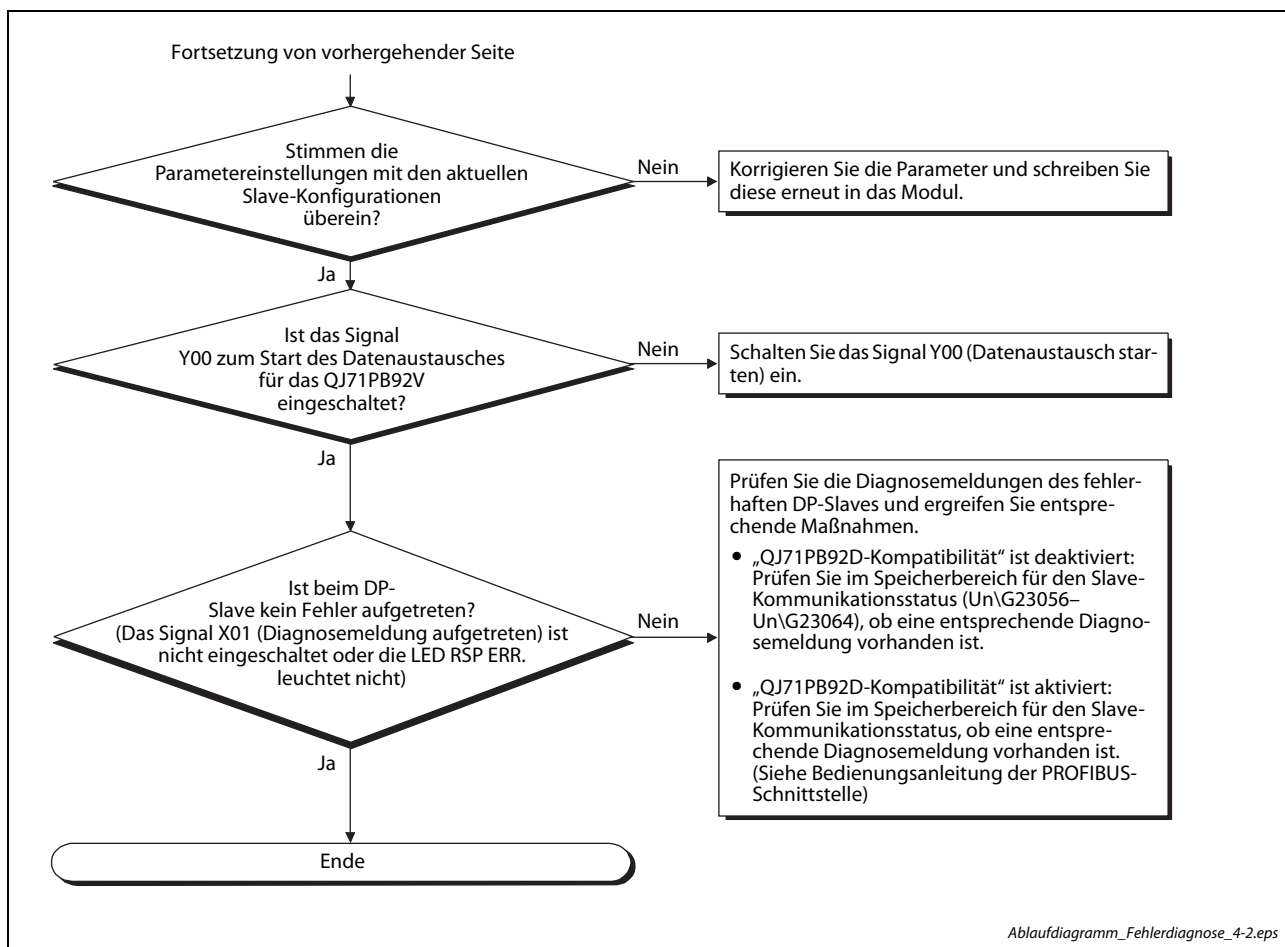 Fortsetzung von vorhergehender Seite
Stimmen die
Parametereinstellungen mit den aktuellen
Slave-Konfigurationen
überein?
Nein
Korrigieren Sie die Parameter und schreiben Sie
diese erneut in das Modul.
Ja
Ist das Signal
Y00 zum Start des Datenaustausches
für das QJ71PB92V
eingeschaltet?
Nein
Schalten Sie das Signal Y00 (Datenaustausch star-
ten) ein.
Ja
Ist beim DP-
Slave kein Fehler aufgetreten?
(Das Signal X01 (Diagnosemeldung aufgetreten) ist
nicht eingeschaltet oder die LED RSP ERR.
leuchtet nicht)
Nein
Prüfen Sie die Diagnosemeldungen des fehler-
haften DP-Slaves und ergreifen Sie entspre-
chende Maßnahmen.
• „QJ71PB92D-Kompatibilität“ ist deaktiviert:
Prüfen Sie im Speicherbereich für den Slave-
Kommunikationsstatus (Un\G23056–
Un\G23064), ob eine entsprechende Diagno-
semeldung vorhanden ist.
• „QJ71PB92D-Kompatibilität“ ist aktiviert:
Prüfen Sie im Speicherbereich für den Slave-
Kommunikationsstatus, ob eine entspre-
chende Diagnosemeldung vorhanden ist.
(Siehe Bedienungsanleitung der PROFIBUS-
Schnittstelle)
Ja
Ende
Ablaufdiagramm_Fehlerdiagnose_4-2.eps